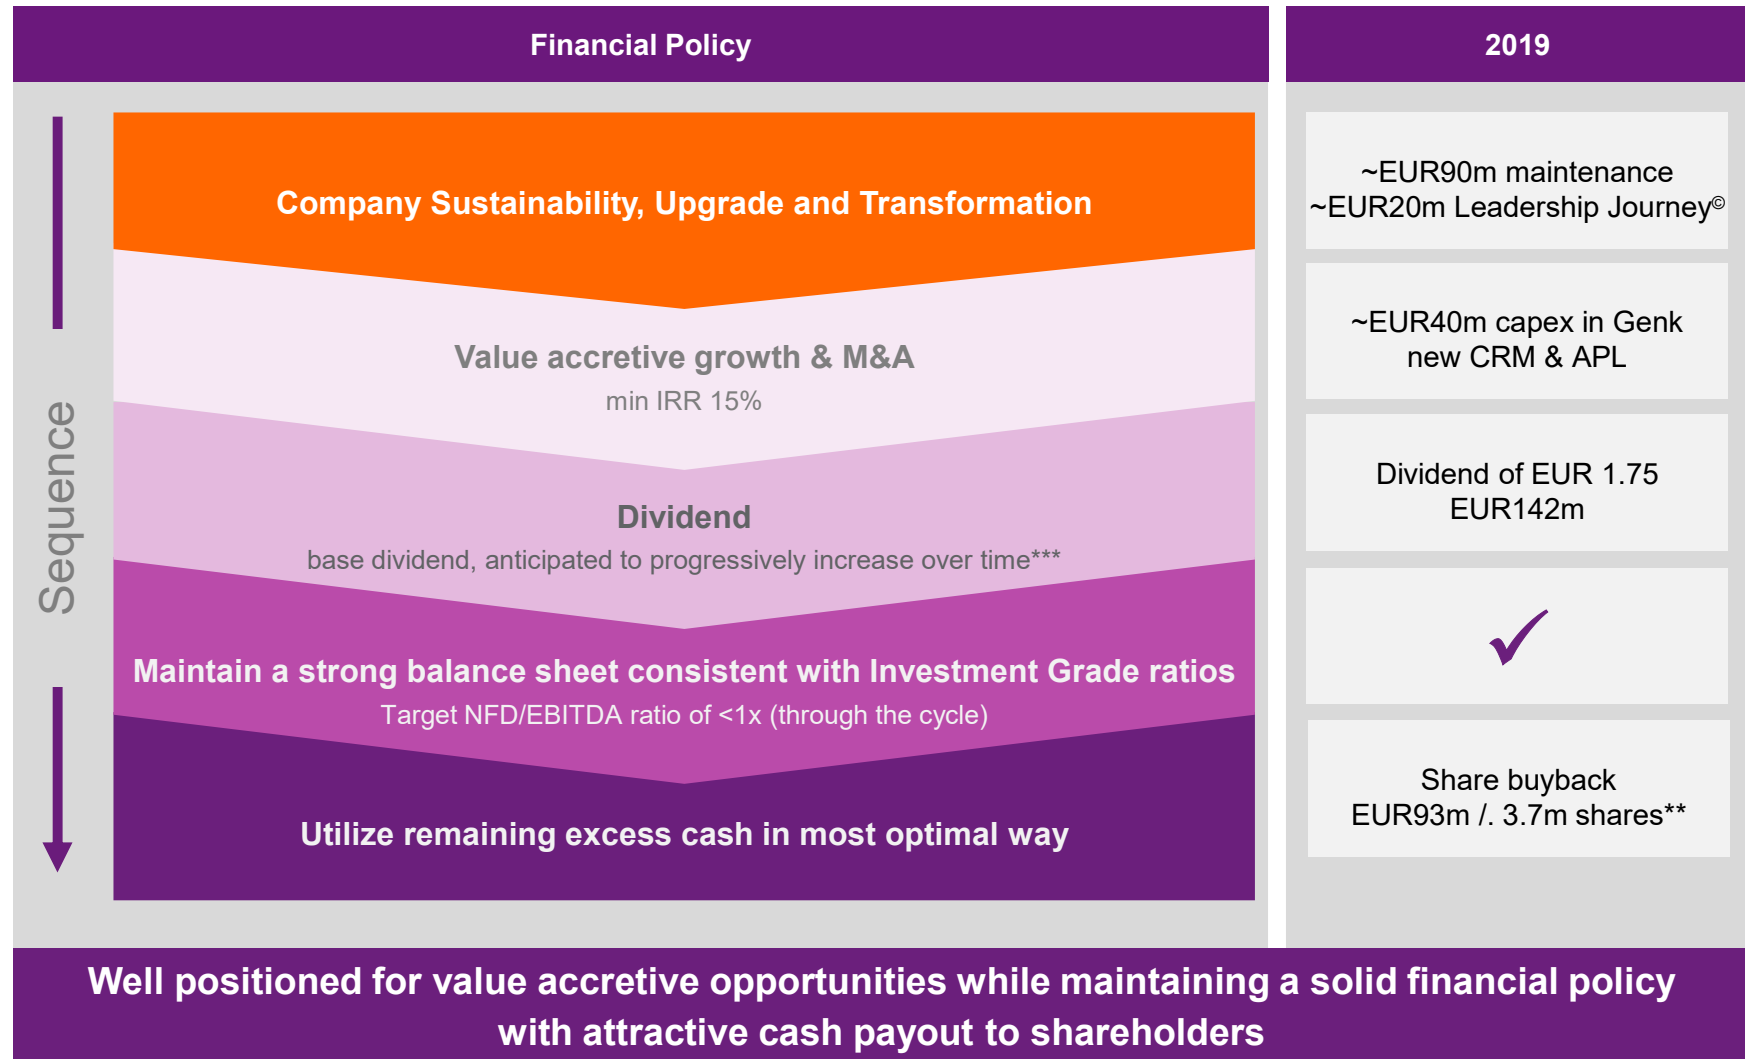 Financial Policy
2019
Sequence
Company Sustainability, Upgrade and Transformation
~EUR90m maintenance
~EUR20m Leadership Journey©
Value accretive growth & M&A
min IRR 15%
~EUR40m capex in Genk
new CRM & APL
Dividend
base dividend, anticipated to progressively increase over time***
Dividend of EUR 1.75
EUR142m
Maintain a strong balance sheet consistent with Investment Grade ratios
Target NFD/EBITDA ratio of <1x (through the cycle)
Utilize remaining excess cash in most optimal way
Share buyback
EUR93m /. 3.7m shares**
Well positioned for value accretive opportunities while maintaining a solid financial policy
with attractive cash payout to shareholders